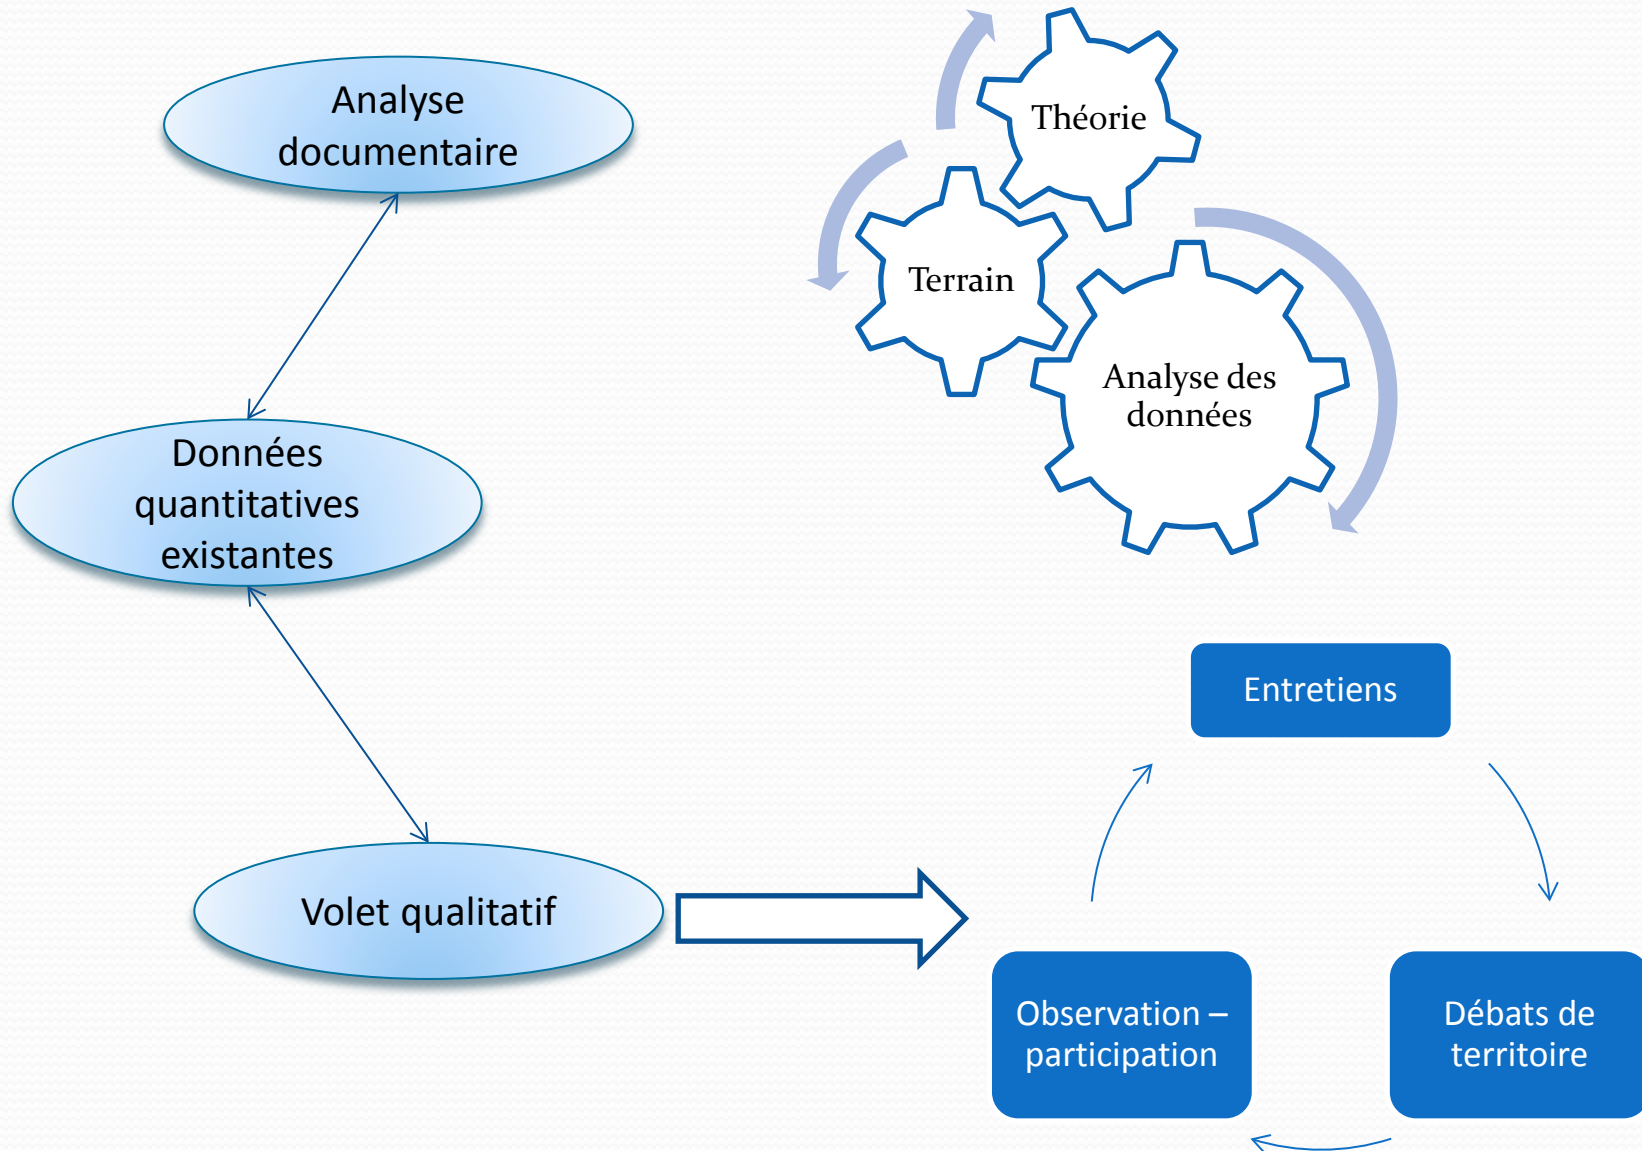 Analyse
documentaire
Données
quantitatives
existantes
Volet qualitatif
Théorie
Terrain
Analyse des
données
Entretiens
Débats de
territoire
Observation –
participation